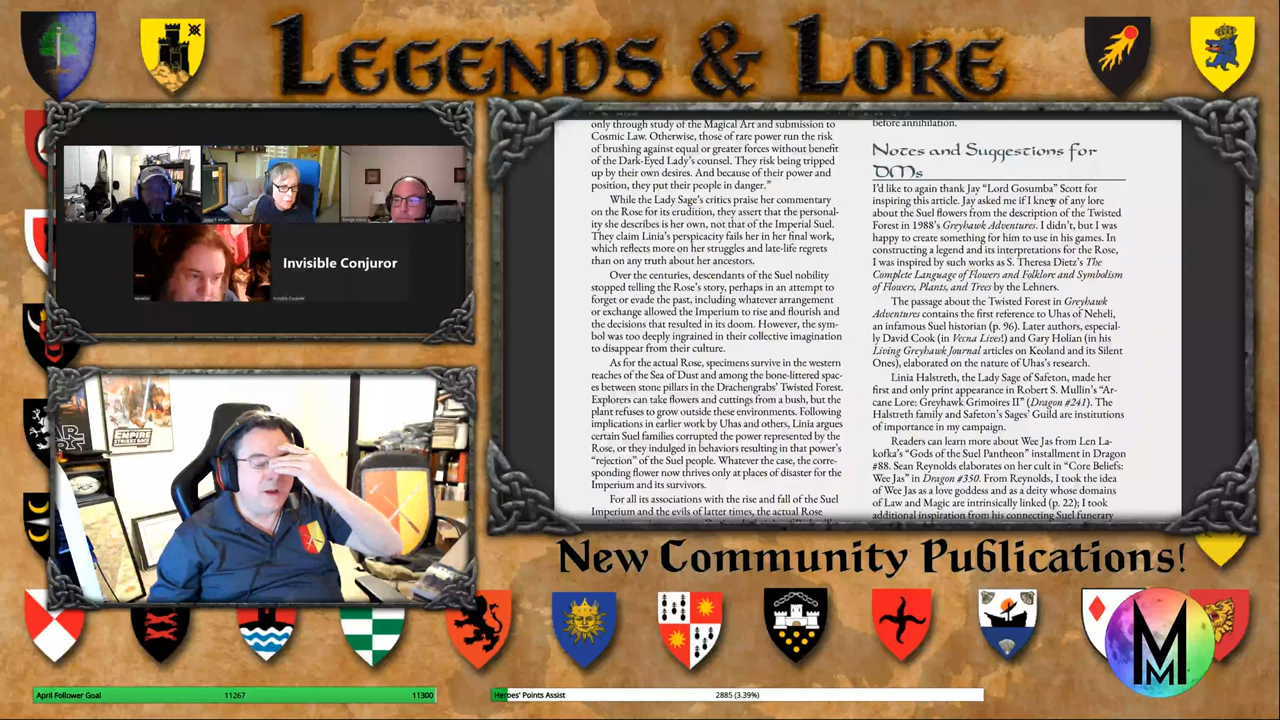 LEGENDS & LORE
Invisible Conjuror
Invisible Conjuror
STAR
EMPIRE
STRIKES
BACK
only through study of the Magical Art and submission to
Cosmic Law. Otherwise, those of rare power run the risk
of brushing against equal or greater forces without benefit
of the Dark-Eyed Lady's counsel. They risk being tripped
up by their own desires. And because of their power and
position, they put their people in danger."
While the Lady Sage's critics praise her commentary
on the Rose for its erudition, they assert that the personal-
ity she describes is her own, not that of the Imperial Suel.
They claim Linia's perspicacity fails her in her final work,
which reflects more on her struggles and late-life regrets
than on any truth about her ancestors.
Over the centuries, descendants of the Suel nobility
stopped telling the Rose's story, perhaps in an attempt to
forget or evade the past, including whatever arrangement
or exchange allowed the Imperium to rise and flourish and
the decisions that resulted in its doom. However, the sym-
bol was too deeply ingrained in their collective imagination
to disappear from their culture.
As for the actual Rose, specimens survive in the western
reaches of the Sea of Dust and among the bone-littered spac-
es between stone pillars in the Drachengrabs' Twisted Forest.
Explorers can take flowers and cuttings from a bush, but the
plant refuses to grow outside these environments. Following
implications in earlier work by Uhas and others, Linia argues
certain Suel families corrupted the power represented by the
Rose, or they indulged in behaviors resulting in that power's
"rejection" of the Suel people. Whatever the case, the corre-
sponding flower now thrives only at places of disaster for the
Imperium and its survivors.
For all its associations with the rise and fall of the Suel
Imperium and the evils of latter times, the actual Rose
before annihilation.
Notes and Suggestions for
DMs
I'd like to again thank Jay "Lord Gosumba" Scott for
inspiring this article. Jay asked me if I knew of any lore
about the Suel flowers from the description of the Twisted
Forest in 1988's Greyhawk Adventures. I didn't, but I was
happy to create something for him to use in his games. In
constructing a legend and its interpretations for the Rose,
I was inspired by such works as S. Theresa Dietz's The
Complete Language of Flowers and Folklore and Symbolism
of Flowers, Plants, and Trees by the Lehners.
The passage about the Twisted Forest in Greyhawk
Adventures contains the first reference to Uhas of Neheli,
an infamous Suel historian (p. 96). Later authors, especial-
ly David Cook (in Vecna Lives!) and Gary Holian (in his
Living Greyhawk Journal articles on Keoland and its Silent
Ones), elaborated on the nature of Uhas's research.
Linia Halstreth, the Lady Sage of Safeton, made her
first and only print appearance in Robert S. Mullin's "Ar-
cane Lore: Greyhawk Grimoires II" (Dragon #241). The
Halstreth family and Safeton's Sages' Guild are institutions
of importance in my campaign.
Readers can learn more about Wee Jas from Len La-
kofka's "Gods of the Suel Pantheon" installment in Dragon
#88. Sean Reynolds elaborates on her cult in "Core Beliefs:
Wee Jas" in Dragon #350. From Reynolds, I took the idea
of Wee Jas as a love goddess and as a deity whose domains
of Law and Magic are intrinsically linked (p. 22); I took
additional inspiration from his connecting Suel funerary
New Community Publications!
MM
April Follower Goal 11267 11300
Heroes' Points Assist 2885 (3.39%)